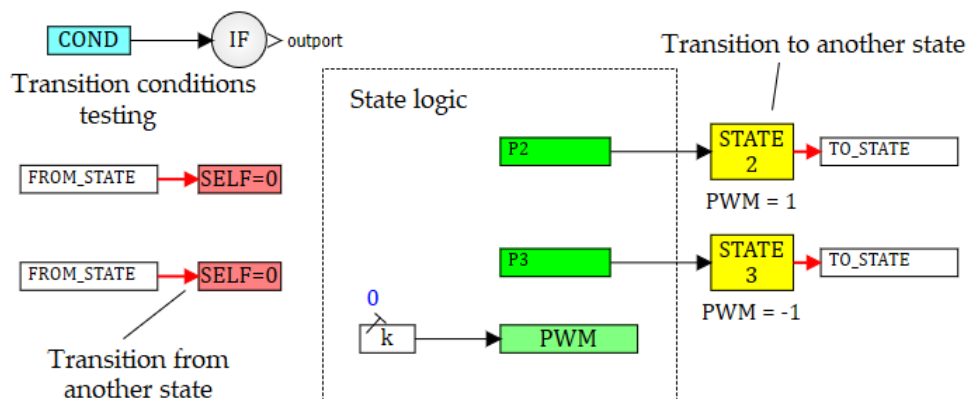 COND
IF
outport
Transition to another state
Transition conditions
testing
State logic
P2
STATE
2
TO_STATE
FROM_STATE
SELF=0
PWM = 1
P3
STATE
3
TO_STATE
FROM_STATE
SELF=0
0
PWM = -1
k
PWM
Transition from
another state